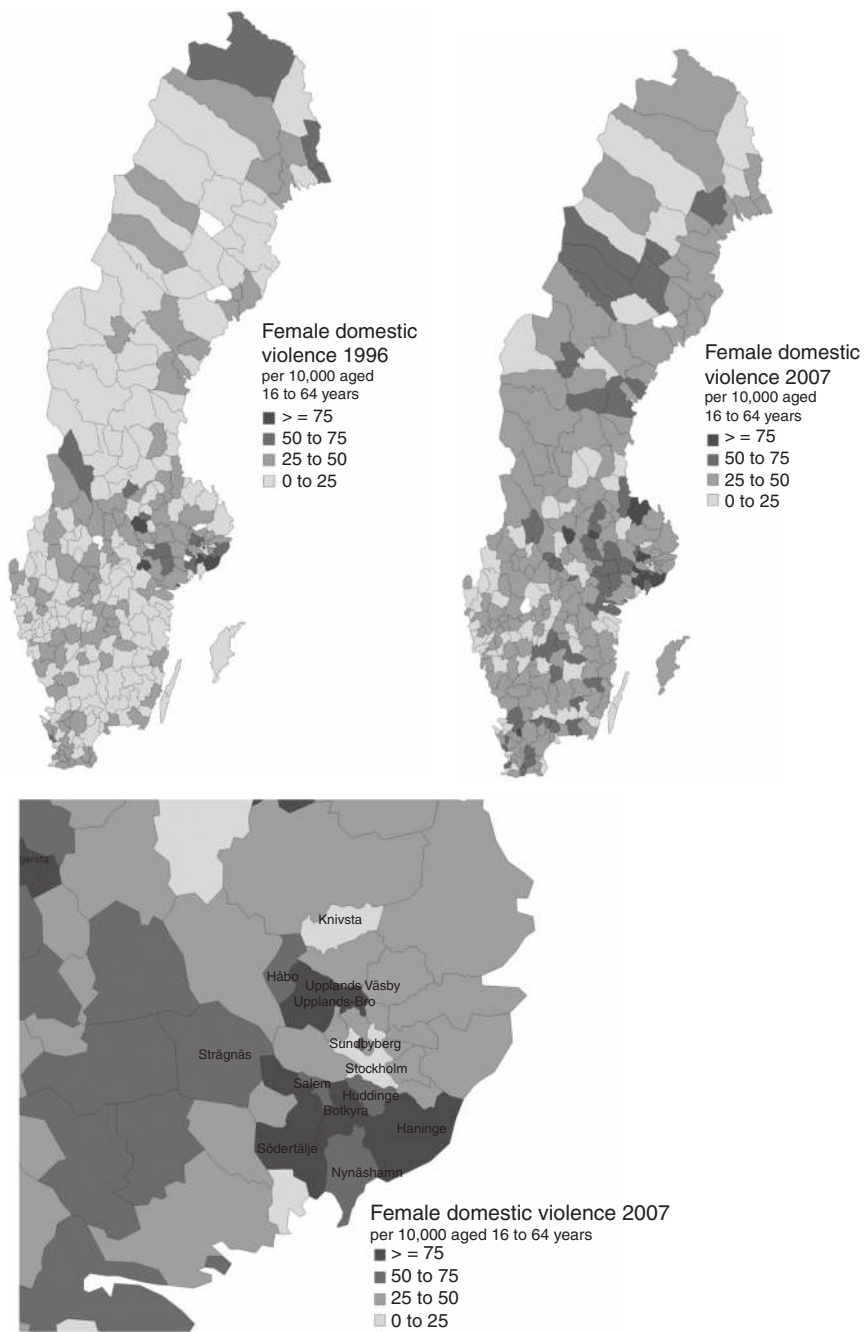 Female domestic
violence 1996
per 10,000 aged
16 to 64 years
> = 75
50 to 75
25 to 50
0 to 25
Female domestic
violence 2007
per 10,000 aged
16 to 64 years
> = 75
50 to 75
25 to 50
0 to 25
Knivsta
Håbo
Upplands Väsby
Upplands-Bro
Sundbyberg
Strägnäs
Stockholm
Salem
Huddinge
Botkyra
Haninge
Södertälje
Nynäshamn
Female domestic violence 2007
per 10,000 aged 16 to 64 years
> = 75
50 to 75
25 to 50
0 to 25